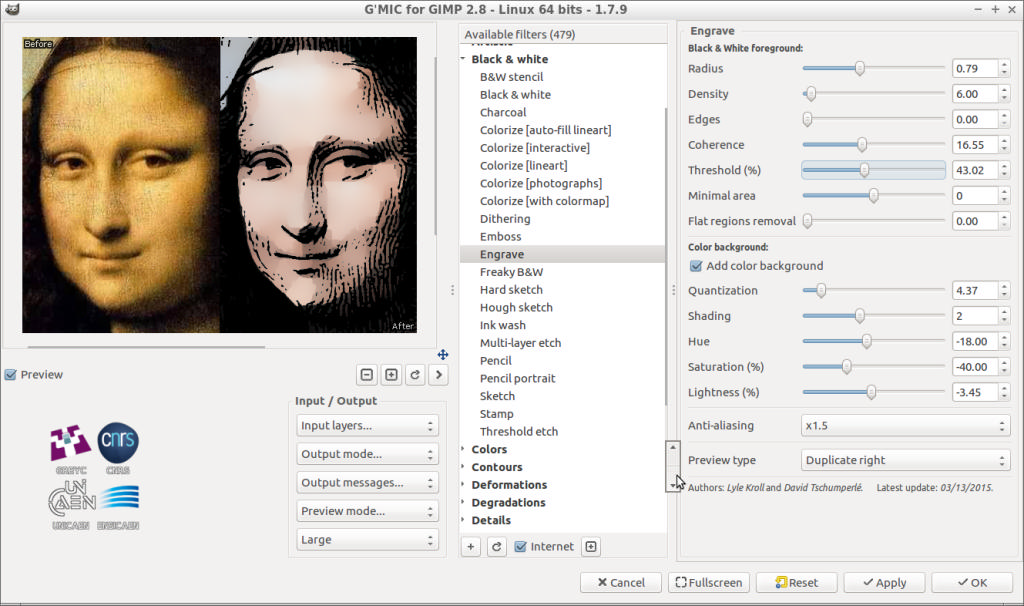 G'MIC for GIMP 2.8 - Linux 64 bits - 1.7.9
Before
After
Preview
GREYC
CNRS
cnrs
UNICAEN
ENSICAEN
UNI
CAEN
Input / Output
Input layers...
Output mode...
Output messages...
Preview mode...
Large
Available filters (479)
Artistic
Black & white
B&W stencil
Black & white
Charcoal
Colorize [auto-fill lineart]
Colorize [interactive]
Colorize [lineart]
Colorize [photographs]
Colorize [with colormap]
Dithering
Emboss
Engrave
Freaky B&W
Hard sketch
Hough sketch
Ink wash
Multi-layer etch
Pencil
Pencil portrait
Sketch
Stamp
Threshold etch
Colors
Contours
Deformations
Degradations
Details
Internet
Engrave
Black & White foreground:
Radius 0.79
Density 6.00
Edges 0.00
Coherence 16.55
Threshold (%) 43.02
Minimal area 0
Flat regions removal 0.00
Color background:
Add color background
Quantization 4.37
Shading 2
Hue -18.00
Saturation (%) -40.00
Lightness (%) -3.45
Anti-aliasing x1.5
Preview type Duplicate right
Authors: Lyle Kroll and David Tschumperlé. Latest update: 03/13/2015.
Cancel Fullscreen Reset Apply OK